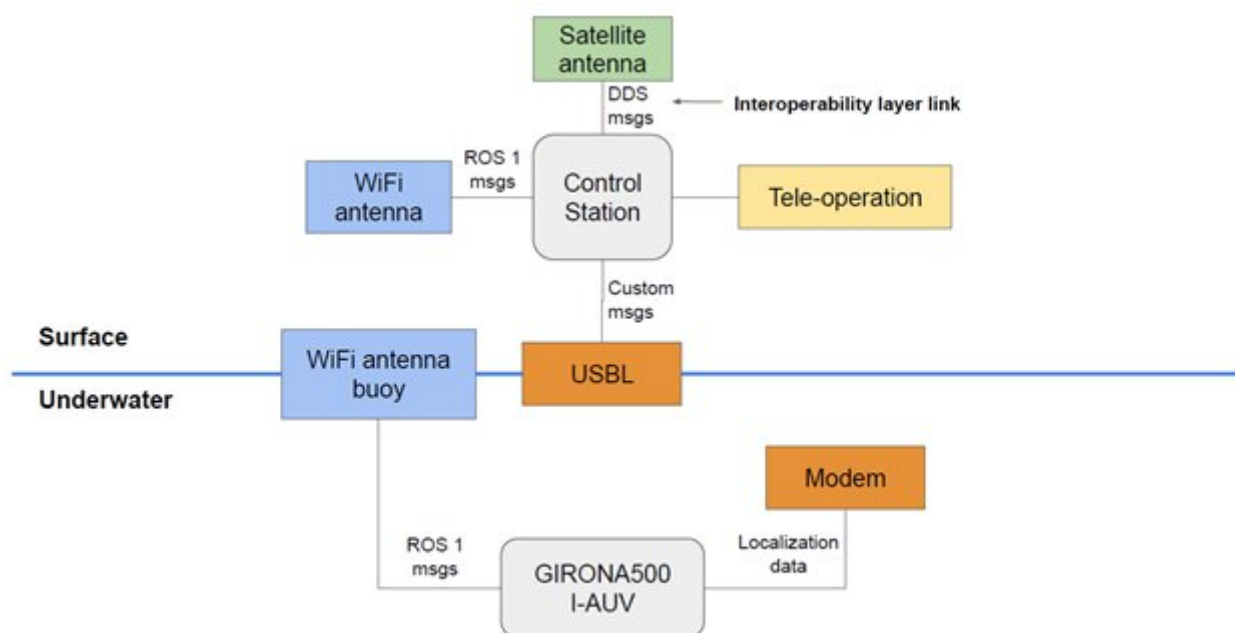 Satellite
antenna
DDS
msgs
Interoperability layer link
ROS 1
msgs
WiFi
antenna
Control
Station
Tele-operation
Custom
msgs
Surface
WiFi antenna
buoy
USBL
Underwater
Modem
ROS 1
msgs
GIRONA500
I-AUV
Localization
data